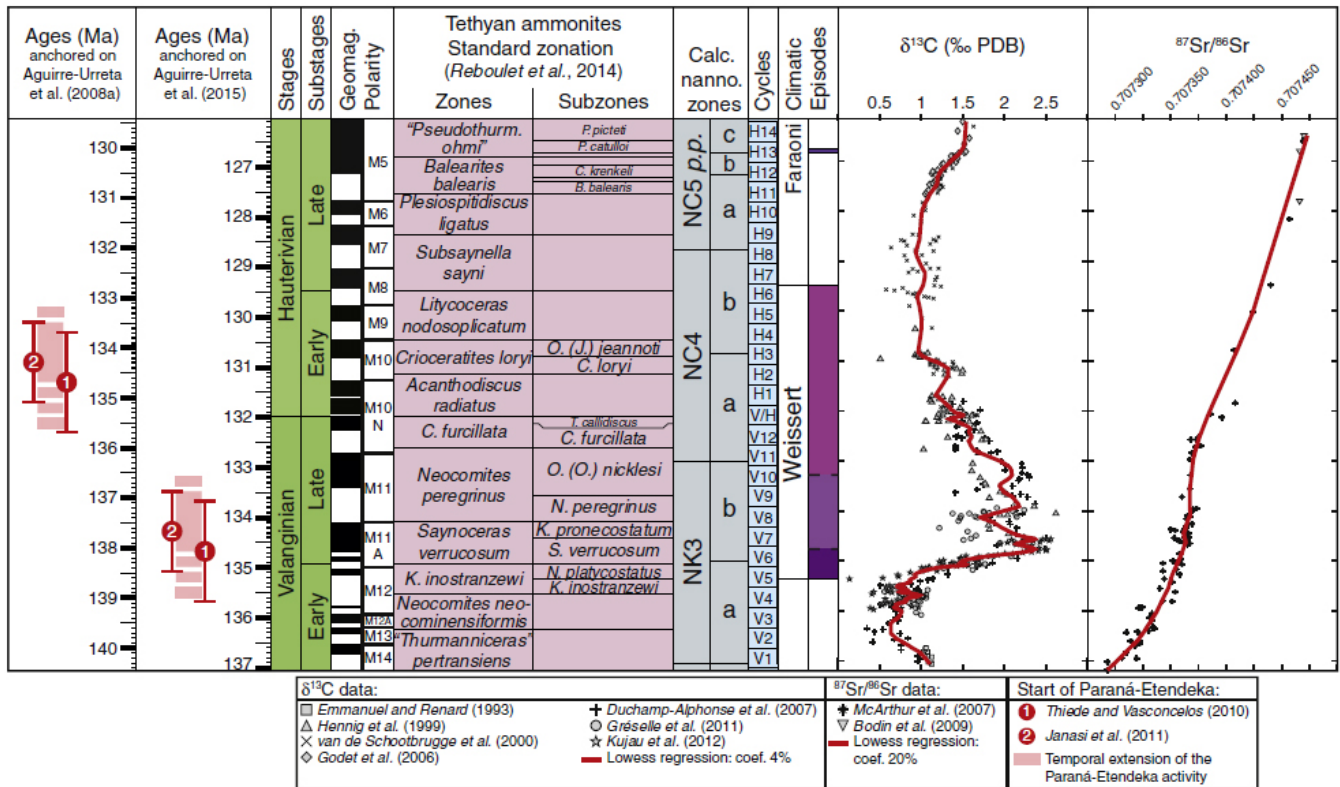 Ages (Ma)
anchored on
Aguirre-Urreta
et al. (2008a)
130
131
132
133
134
135
136
137
138
139
140
2
1
Ages (Ma)
anchored on
Aguirre-Urreta
et al. (2015)
127
128
129
130
131
132
133
134
135
136
137
2
1
Stages
Hauterivian
Valanginian
Substages
Late
Early
Late
Early
Geomag.
Polarity
M5
M6
M7
M8
M9
M10
M10
N
M11
M11
A
M12
M12A
M13
M14
Tethyan ammonites
Standard zonation
(Reboulet et al., 2014)
Zones
"Pseudothurm.
ohmi"
Balearites
balearis
Plesiospitidiscus
ligatus
Subsaynella
sayni
Litycoceras
nodosoplicatum
Crioceratites loryi
Acanthodiscus
radiatus
C. furcillata
Neocomites
peregrinus
Saynoceras
verrucosum
K. inostranzewi
Neocomites neo-
cominensiformis
"Thurmanniceras"
pertransiens
Subzones
P. picteti
P. catulloi
C. krenkeli
B. balearis
O. (J.) jeannoti
C. loryi
T. callidiscus
C. furcillata
O. (O.) nicklesi
N. peregrinus
K. pronecostatum
S. verrucosum
N. platycostatus
K. inostranzewi
Calc.
nanno.
zones
NC5 p.p.
NC4
NK3
c
b
a
b
a
b
a
Cycles
H14
H13
H12
H11
H10
H9
H8
H7
H6
H5
H4
H3
H2
H1
V/H
V12
V11
V10
V9
V8
V7
V6
V5
V4
V3
V2
V1
Climatic
Episodes
Faraoni
Weissert
δ13C (‰ PDB)
0.5 1 1.5 2 2.5
87Sr/86Sr
0.707300
0.707350
0.707400
0.707450
δ13C data:
Emmanuel and Renard (1993)
Hennig et al. (1999)
van de Schootbrugge et al. (2000)
Godet et al. (2006)
Duchamp-Alphonse et al. (2007)
Gréselle et al. (2011)
Kujau et al. (2012)
Lowess regression: coef. 4%
87Sr/86Sr data:
McArthur et al. (2007)
Bodin et al. (2009)
Lowess regression:
coef. 20%
Start of Paraná-Etendeka:
1 Thiede and Vasconcelos (2010)
2 Janasi et al. (2011)
Temporal extension of the
Paraná-Etendeka activity